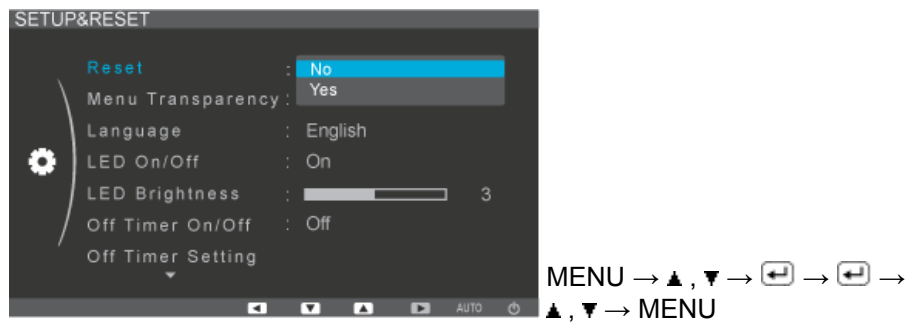 SETUP&RESET
Reset : No
Yes
Menu Transparency :
Language : English
LED On/Off : On
LED Brightness : 3
Off Timer On/Off : Off
Off Timer Setting
AUTO
MENU → ▲ , ▼ → ↵ → ↵ →
▲ , ▼ → MENU